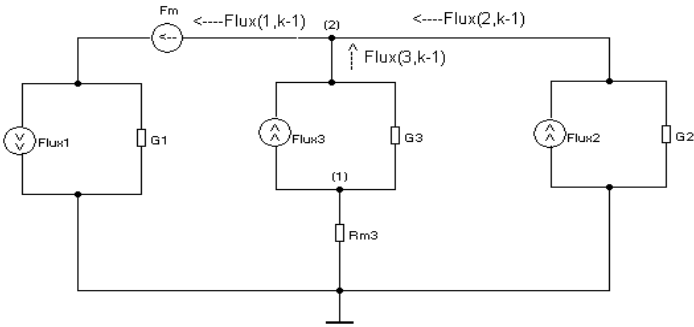 Fm
<----Flux(1,k-1)
(2)
<----Flux(2,k-1)
Flux(3,k-1)
<--
Flux1
G1
Flux3
G3
Flux2
G2
(1)
Rm3